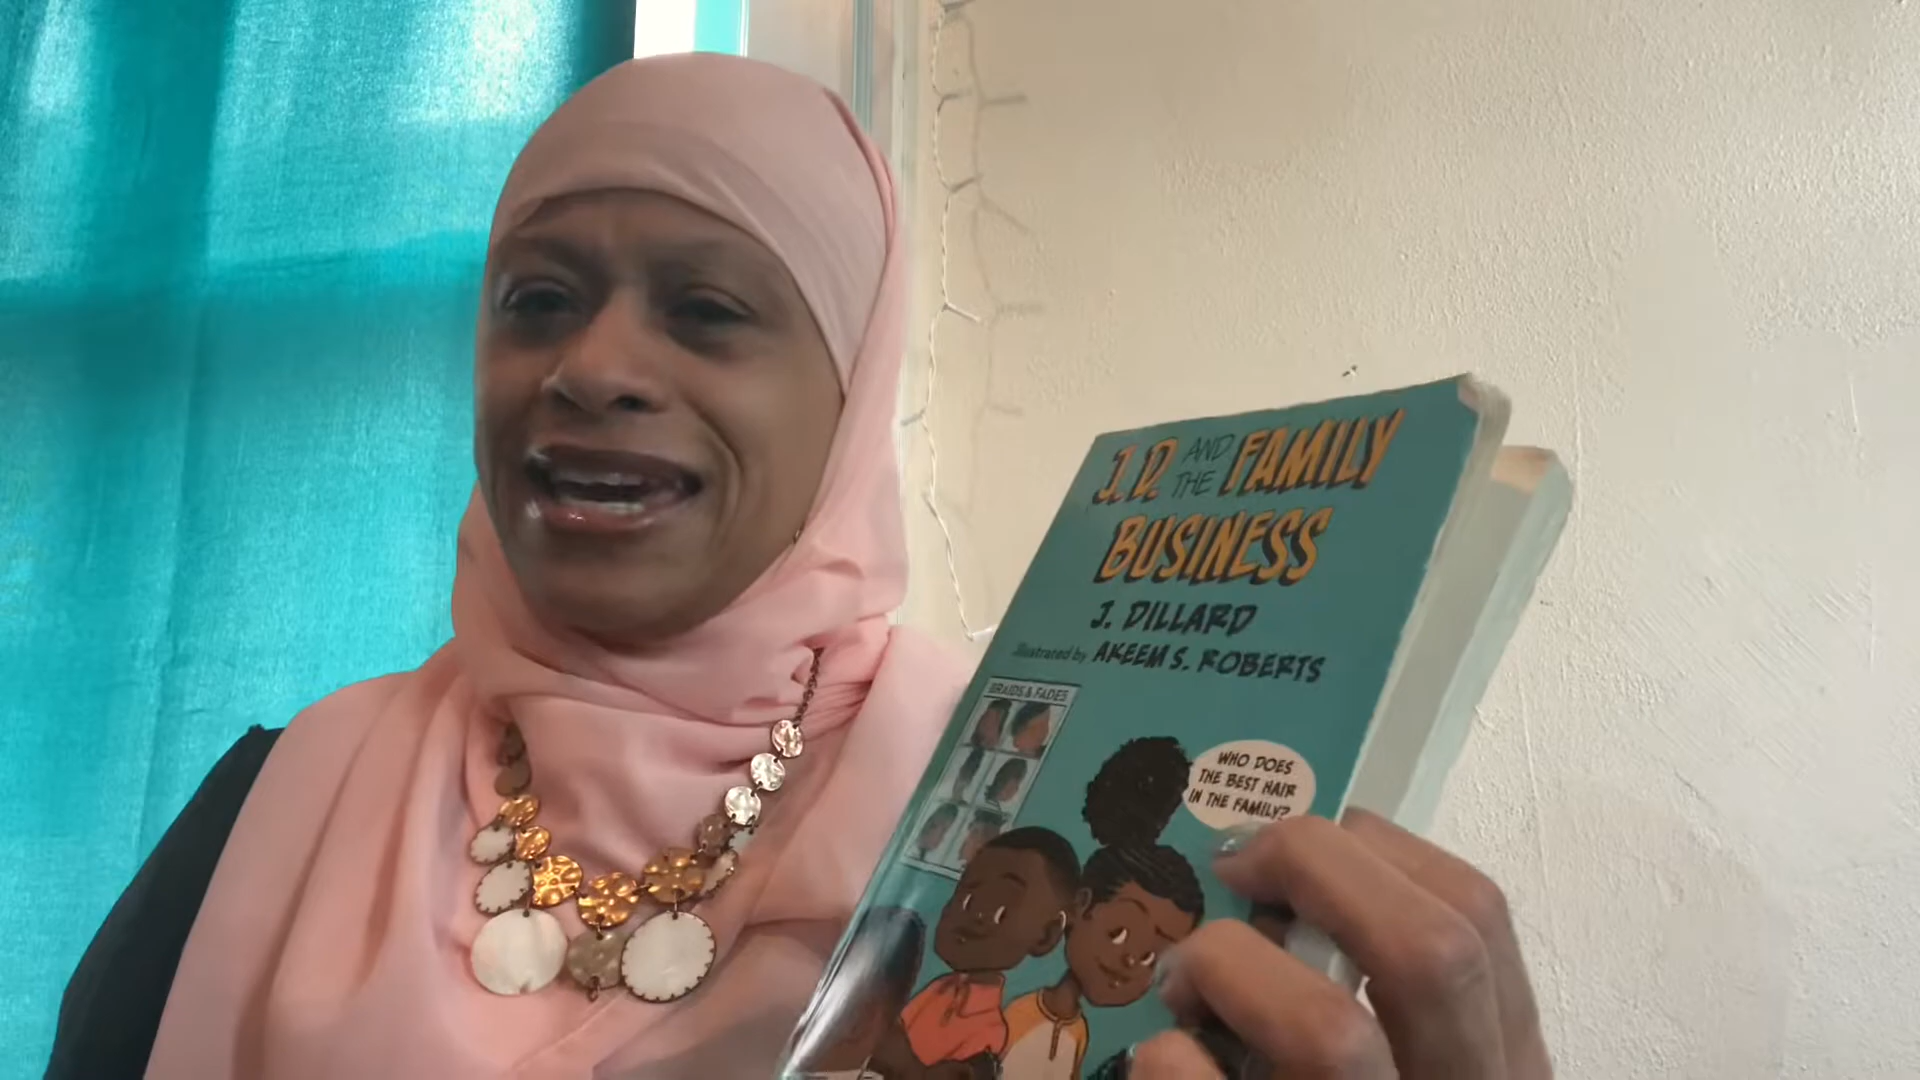 J.D. AND THE FAMILY
BUSINESS
J. DILLARD
Illustrated by AKEEM S. ROBERTS
BRAIDS & FADES
WHO DOES
THE BEST HAIR
IN THE FAMILY?